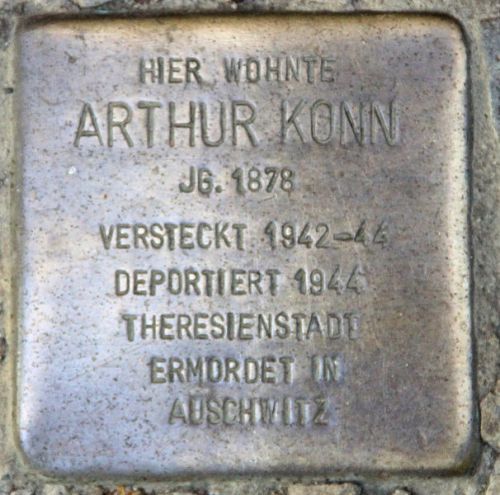 HIER WOHNTE
ARTHUR KONN
JG. 1878
VERSTECKT 1942-44
DEPORTIERT 1944
THERESIENSTADT
ERMORDET IN
AUSCHWITZ